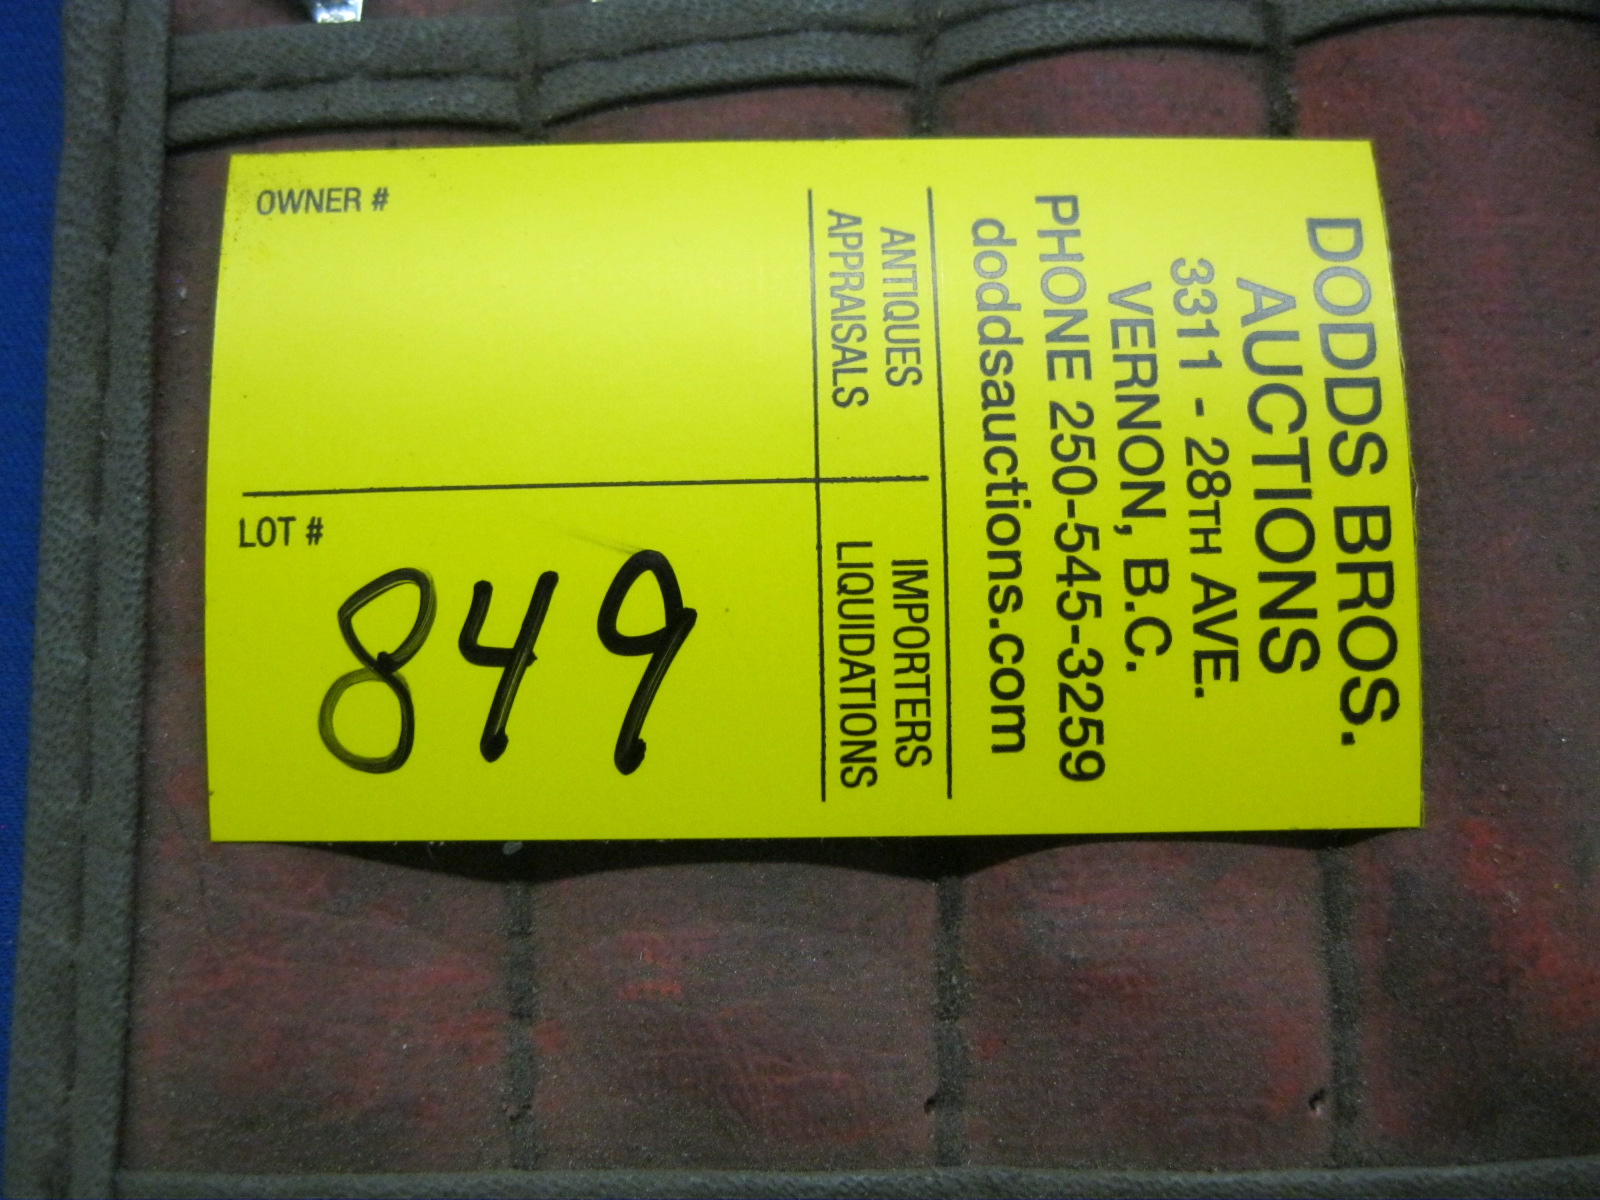 DODDS BROS.
AUCTIONS
3311 - 28TH AVE.
VERNON, B.C.
PHONE 250-545-3259
doddsauctions.com
ANTIQUES
APPRAISALS
IMPORTERS
LIQUIDATIONS
OWNER #
LOT #
849